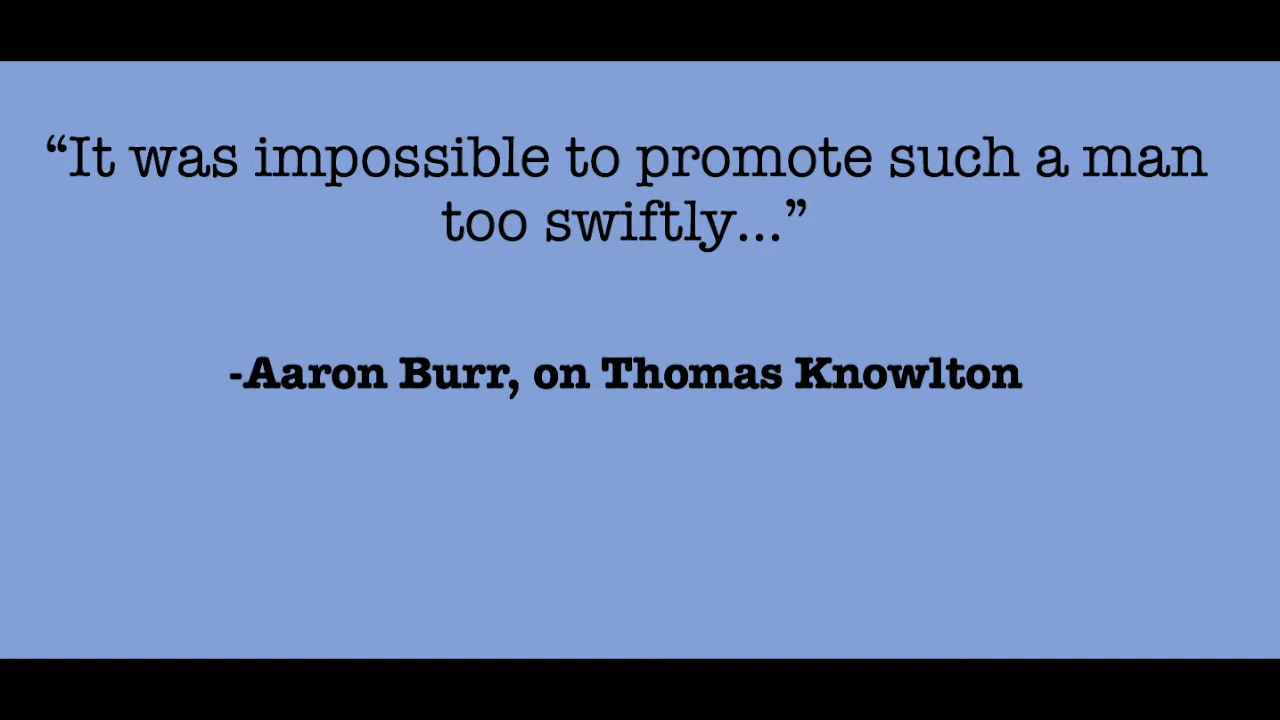 “It was impossible to promote such a man
too swiftly...”
-Aaron Burr, on Thomas Knowlton